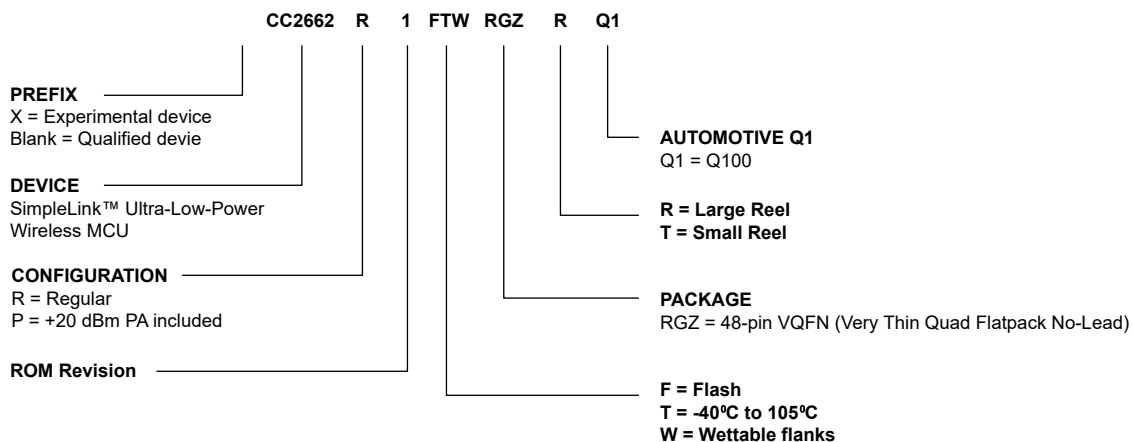 CC2662 R 1 FTW RGZ R Q1
PREFIX
X = Experimental device
Blank = Qualified devie
DEVICE
SimpleLink™ Ultra-Low-Power
Wireless MCU
CONFIGURATION
R = Regular
P = +20 dBm PA included
ROM Revision
AUTOMOTIVE Q1
Q1 = Q100
R = Large Reel
T = Small Reel
PACKAGE
RGZ = 48-pin VQFN (Very Thin Quad Flatpack No-Lead)
F = Flash
T = -40⁰C to 105⁰C
W = Wettable flanks